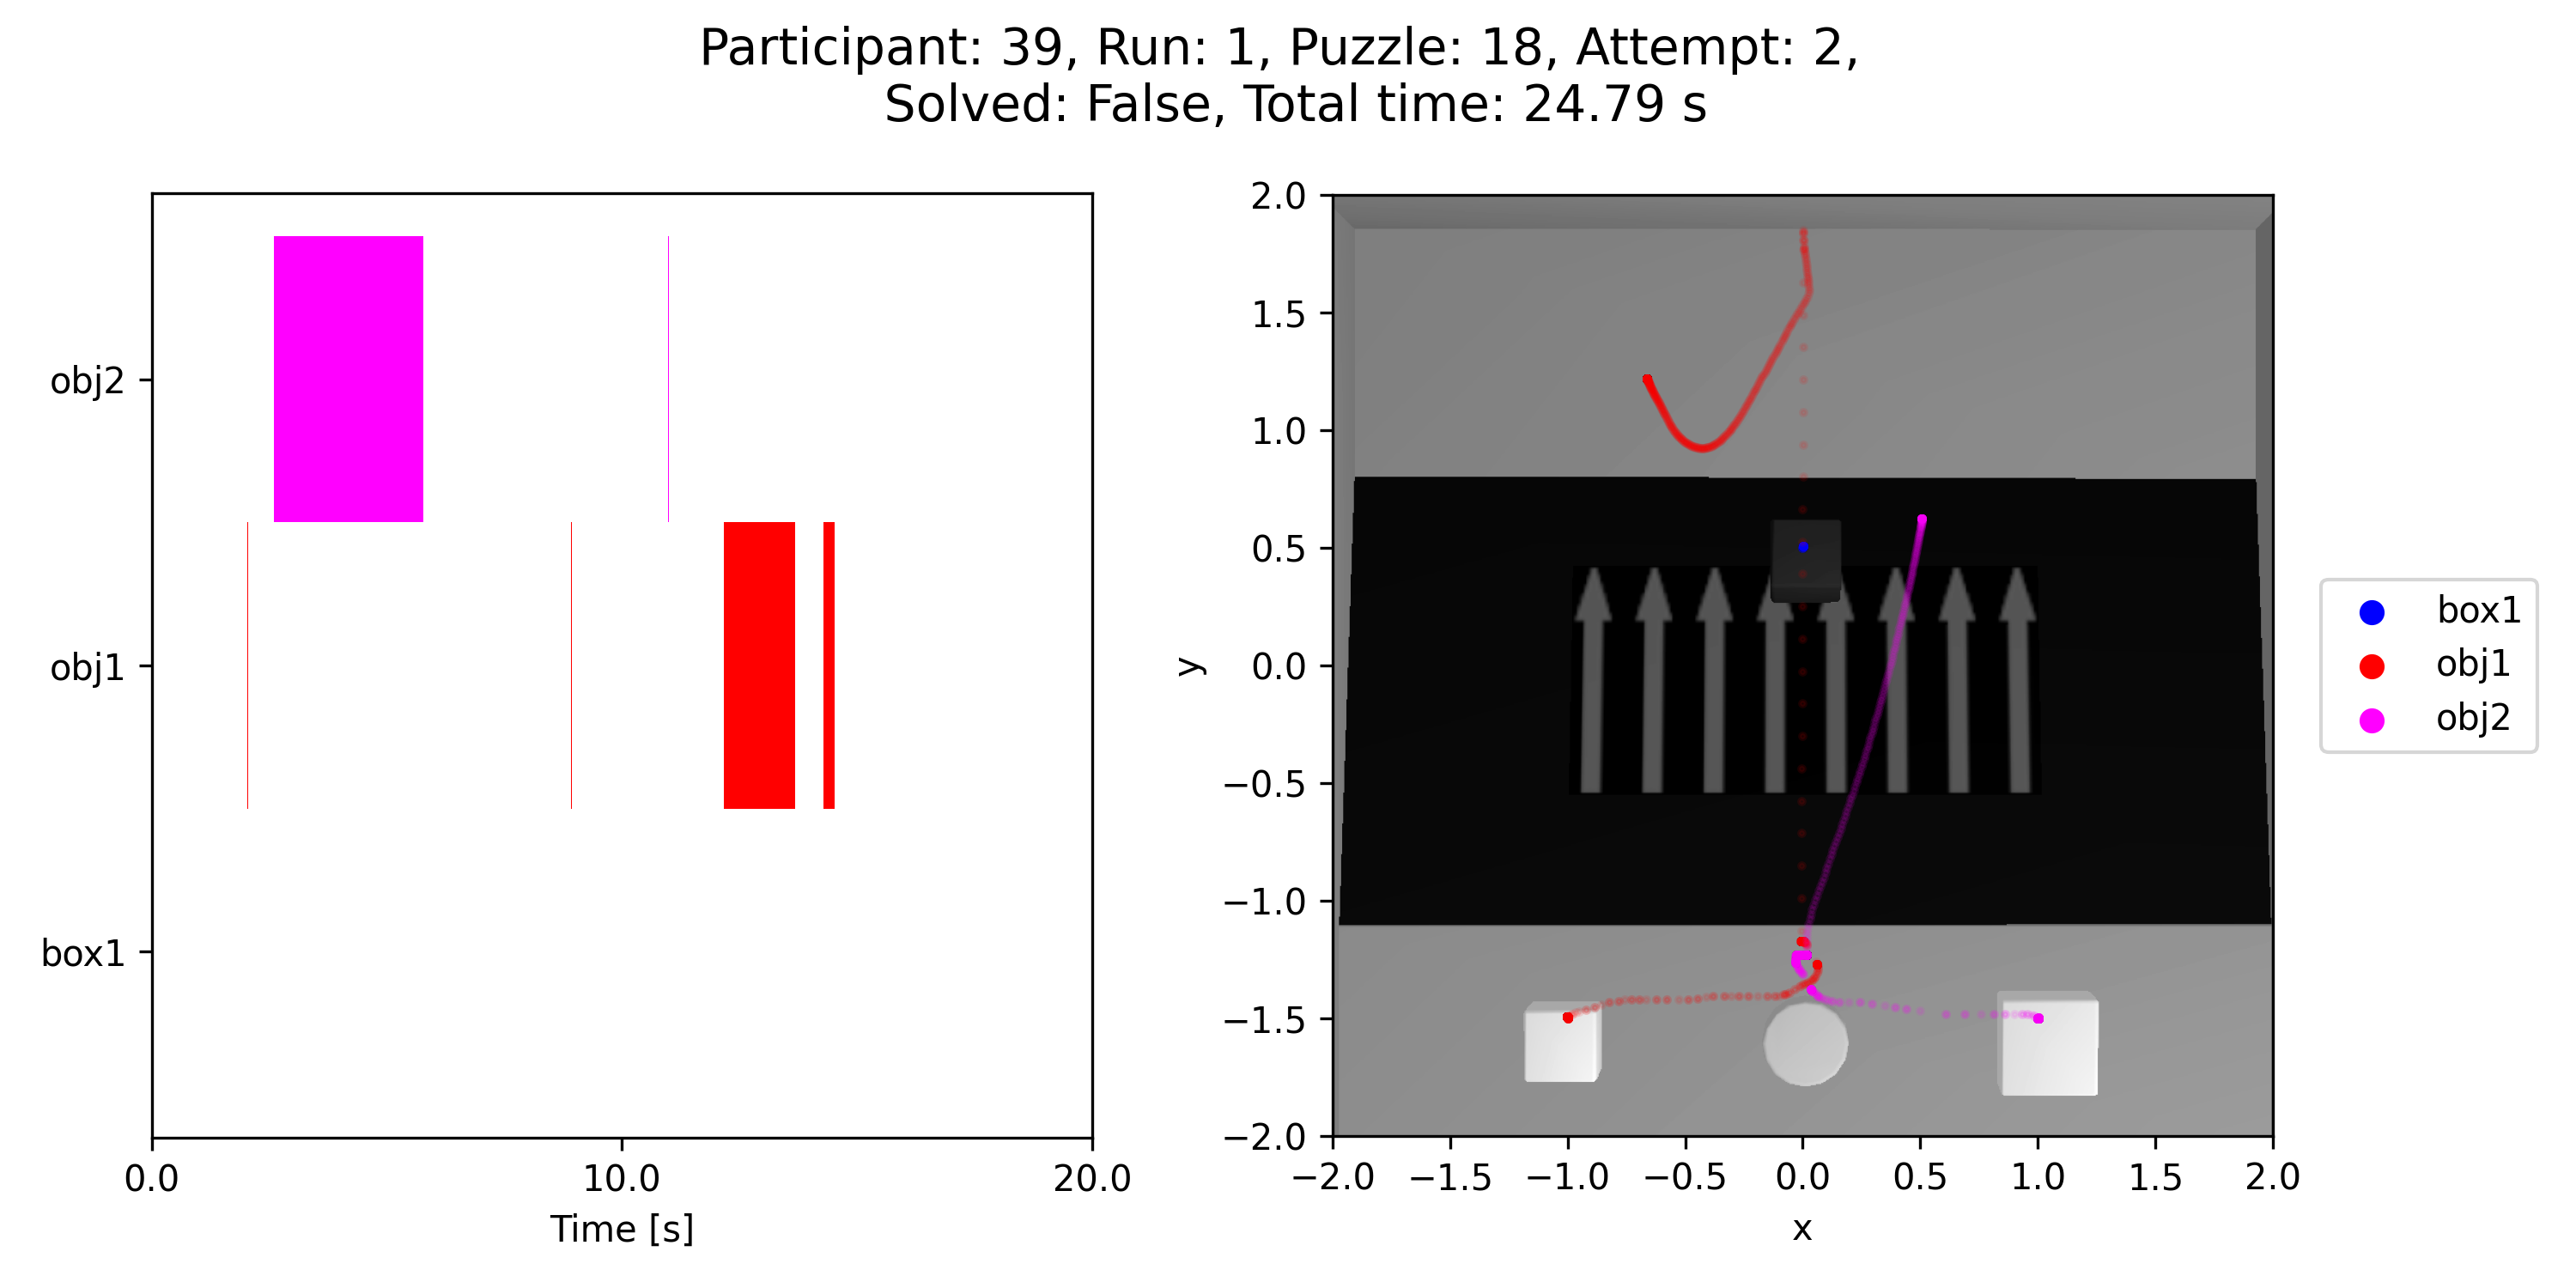 Participant: 39, Run: 1, Puzzle: 18, Attempt: 2,
Solved: False, Total time: 24.79 s
obj2
obj1
box1
0.0 10.0 20.0
Time [s]
2.0
1.5
1.0
0.5
0.0
−0.5
−1.0
−1.5
−2.0
y
−2.0 −1.5 −1.0 −0.5 0.0 0.5 1.0 1.5 2.0
x
box1
obj1
obj2